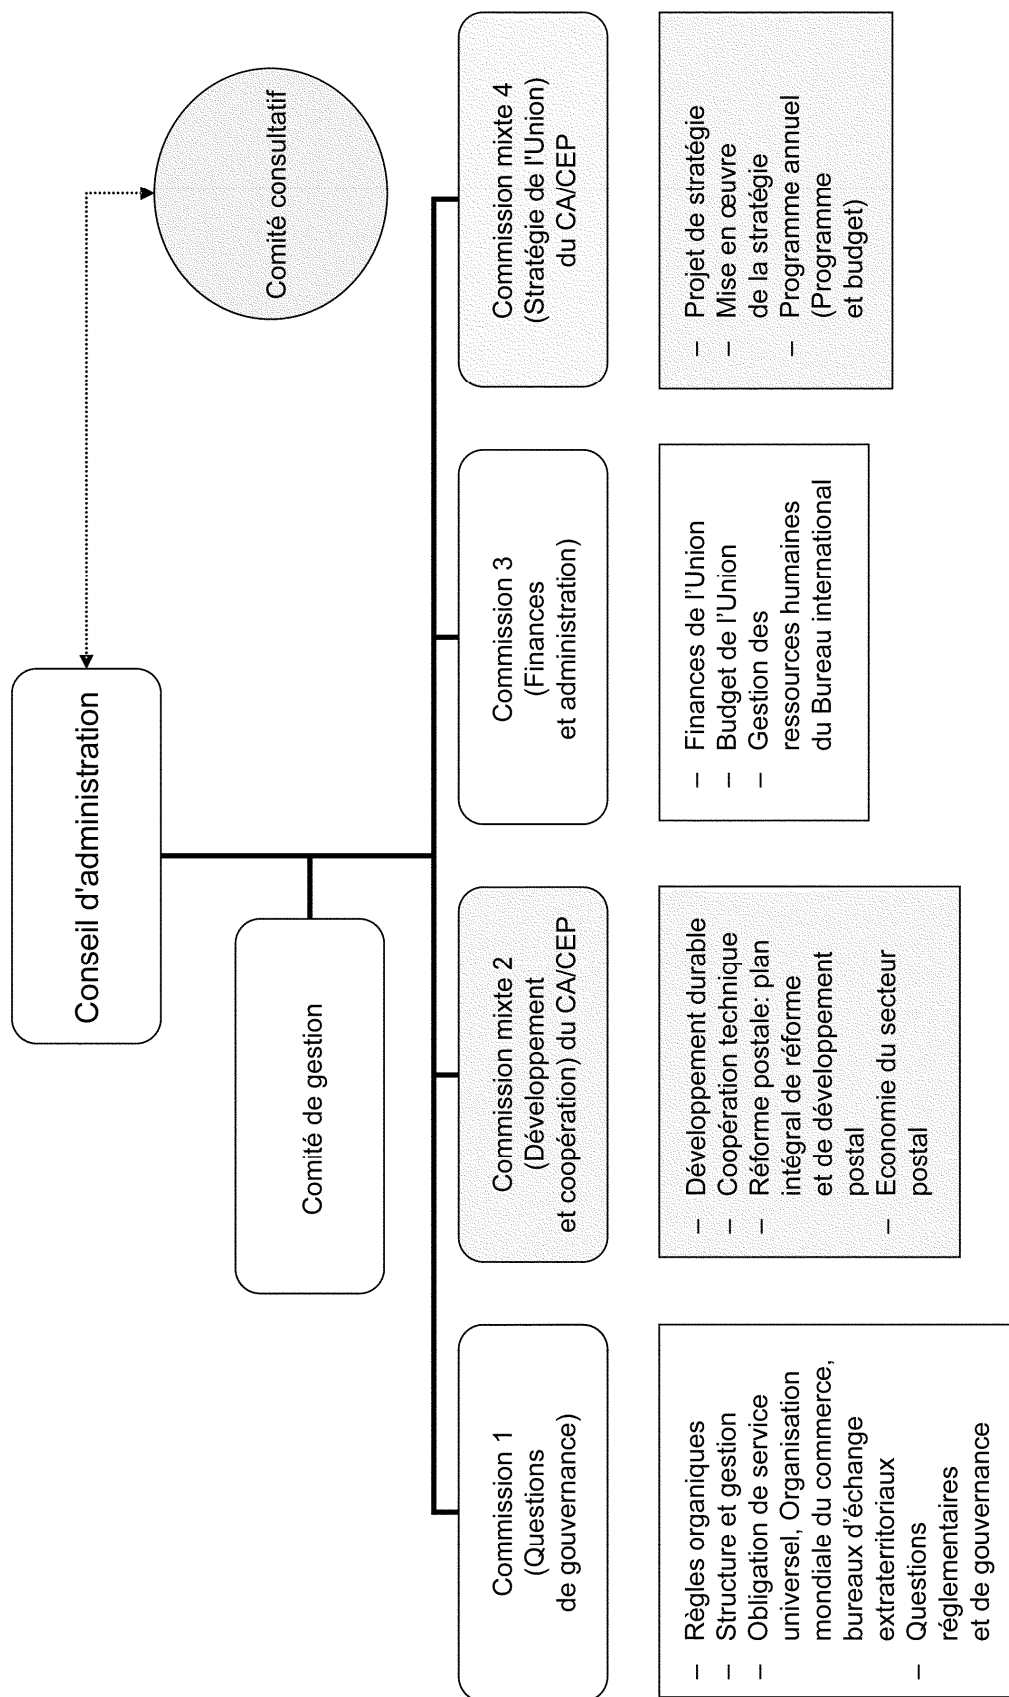 Conseil d'administration
Comité consultatif
Comité de gestion
Commission 1
(Questions
de gouvernance)
Commission mixte 2
(Développement
et coopération) du CA/CEP
Commission 3
(Finances
et administration)
Commission mixte 4
(Stratégie de l'Union)
du CA/CEP
– Règles organiques
– Structure et gestion
– Obligation de service
universel, Organisation
mondiale du commerce,
bureaux d’échange
extraterritoriaux
– Questions
réglementaires
et de gouvernance
– Développement durable
– Coopération technique
– Réforme postale: plan
intégral de réforme
et de développement
postal
– Economie du secteur
postal
– Finances de l’Union
– Budget de l’Union
– Gestion des
ressources humaines
du Bureau international
– Projet de stratégie
– Mise en œuvre
de la stratégie
– Programme annuel
(Programme
et budget)